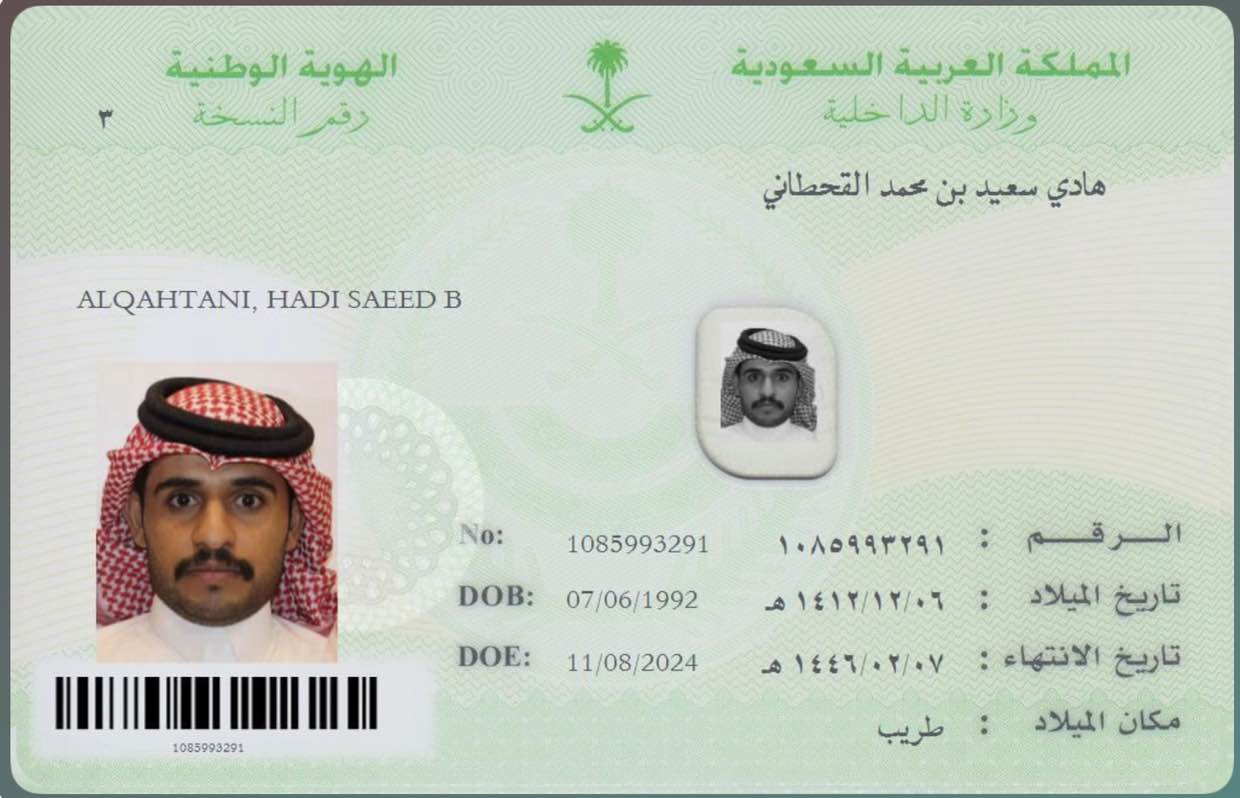 المملكة العربية السعودية
وزارة الداخلية
الهوية الوطنية
رقم النسخة ٣
هادي سعيد بن محمد القحطاني
ALQAHTANI, HADI SAEED B
No: 1085993291 ١٠٨٥٩٩٣٢٩١ : الـــرقــــم
DOB: 07/06/1992 ١٤١٢/١٢/٠٦ هـ : تاريخ الميلاد
DOE: 11/08/2024 ١٤٤٦/٠٢/٠٧ هـ : تاريخ الانتهاء
مكان الميلاد : طريب
1085993291